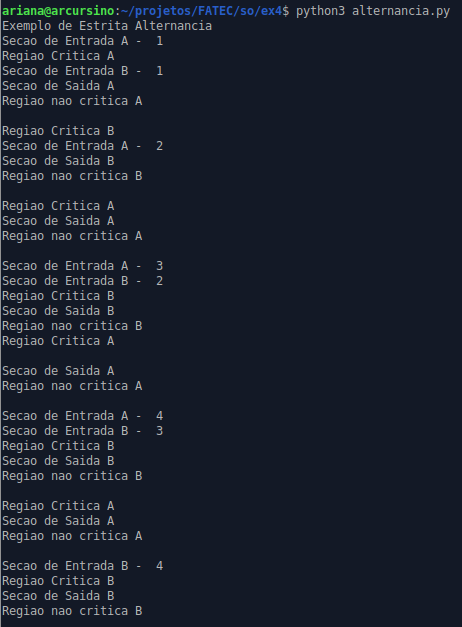 ariana@arcursino:~/projetos/FATEC/so/ex4$ python3 alternancia.py
Exemplo de Estrita Alternancia
Secao de Entrada A -  1
Regiao Critica A
Secao de Entrada B -  1
Secao de Saida A
Regiao nao critica A

Regiao Critica B
Secao de Entrada A -  2
Secao de Saida B
Regiao nao critica B

Regiao Critica A
Secao de Saida A
Regiao nao critica A

Secao de Entrada A -  3
Secao de Entrada B -  2
Regiao Critica B
Secao de Saida B
Regiao nao critica B
Regiao Critica A

Secao de Saida A
Regiao nao critica A

Secao de Entrada A -  4
Secao de Entrada B -  3
Regiao Critica B
Secao de Saida B
Regiao nao critica B

Regiao Critica A
Secao de Saida A
Regiao nao critica A

Secao de Entrada B -  4
Regiao Critica B
Secao de Saida B
Regiao nao critica B